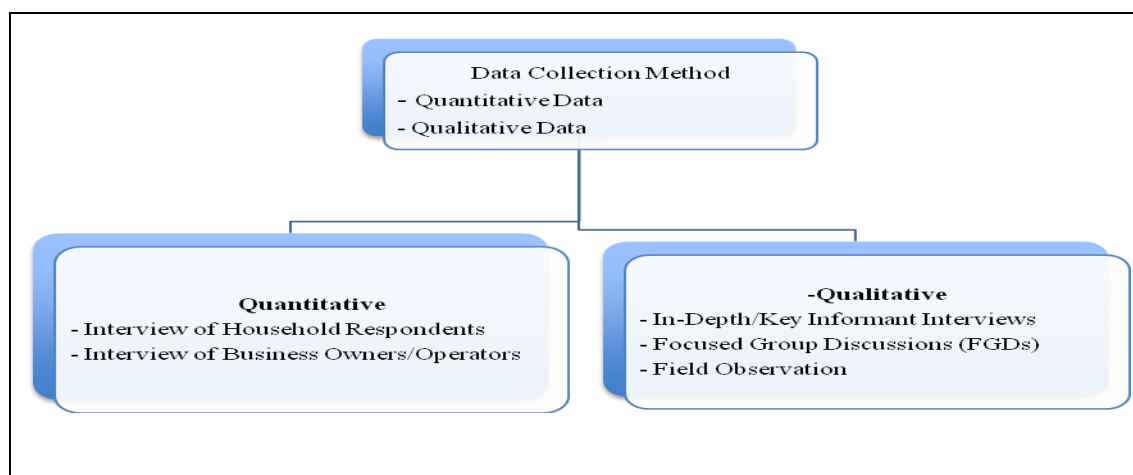 Data Collection Method
- Quantitative Data
- Qualitative Data
Quantitative
- Interview of Household Respondents
- Interview of Business Owners/Operators
-Qualitative
- In-Depth/Key Informant Interviews
- Focused Group Discussions (FGDs)
- Field Observation